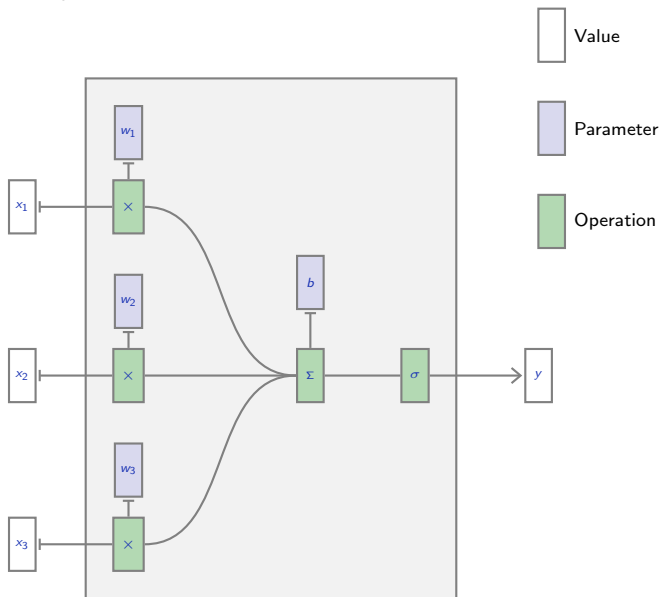 Value
w₁
Parameter
x₁
×
Operation
w₂
b
x₂
×
Σ
σ
y
w₃
x₃
×